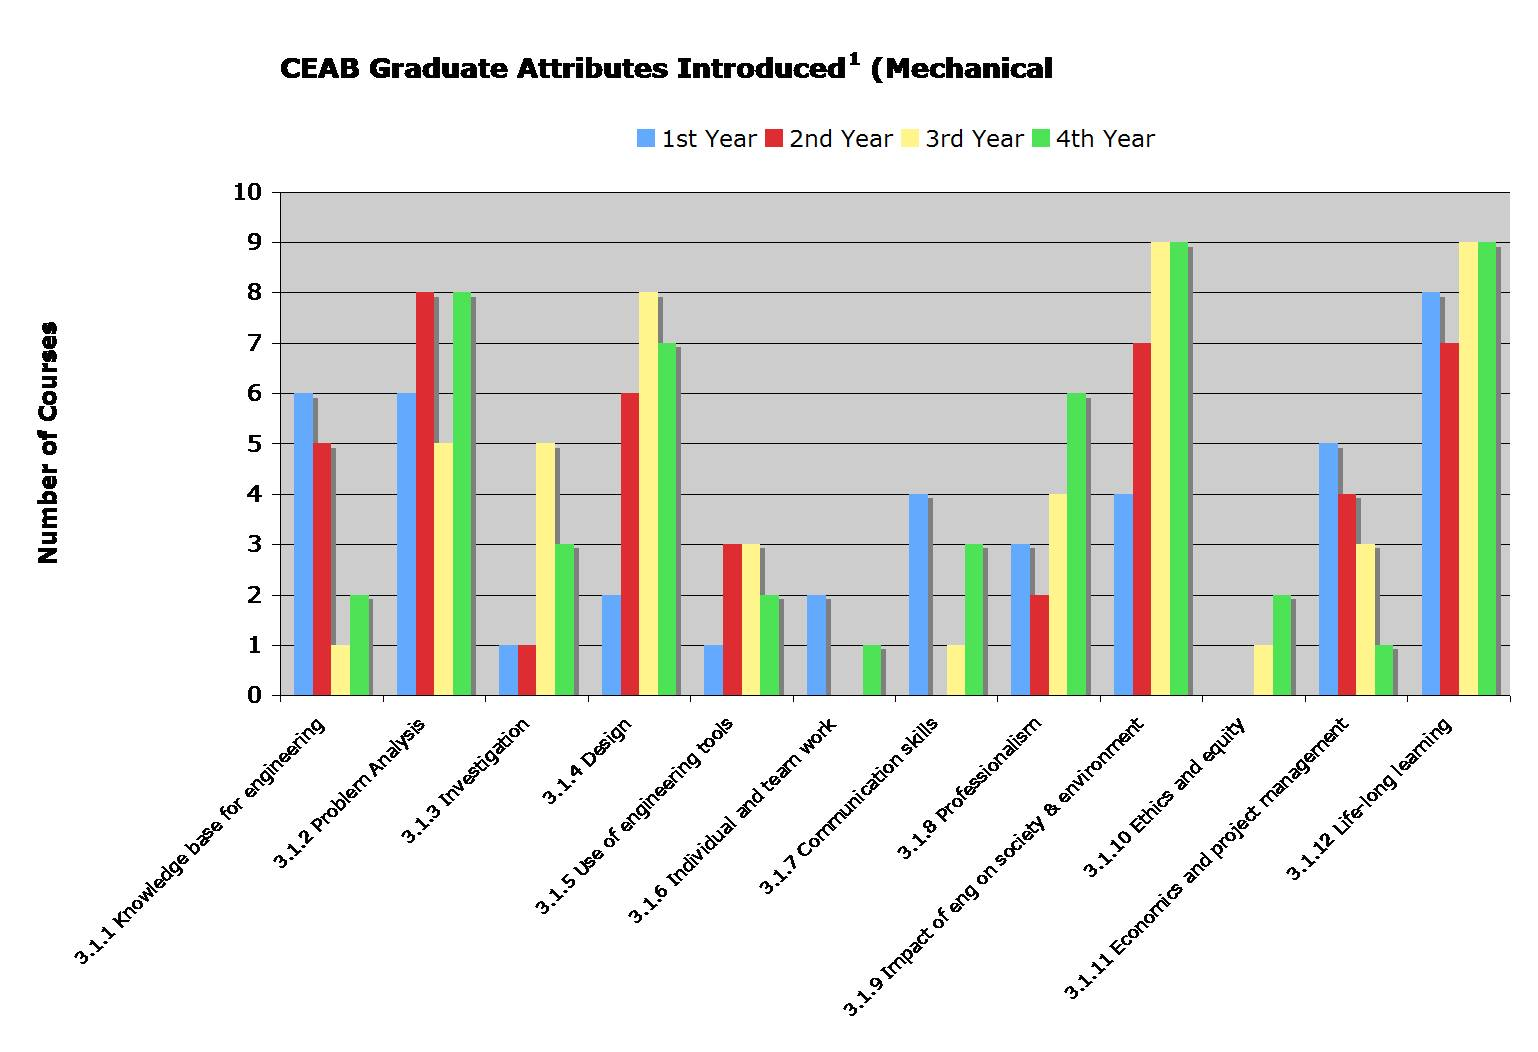 CEAB Graduate Attributes Introduced¹ (Mechanical
1st Year 2nd Year 3rd Year 4th Year
Number of Courses
10
9
8
7
6
5
4
3
2
1
0
3.1.1 Knowledge base for engineering
3.1.2 Problem Analysis
3.1.3 Investigation
3.1.4 Design
3.1.5 Use of engineering tools
3.1.6 Individual and team work
3.1.7 Communication skills
3.1.8 Professionalism
3.1.9 Impact of eng on society & environment
3.1.10 Ethics and equity
3.1.11 Economics and project management
3.1.12 Life-long learning